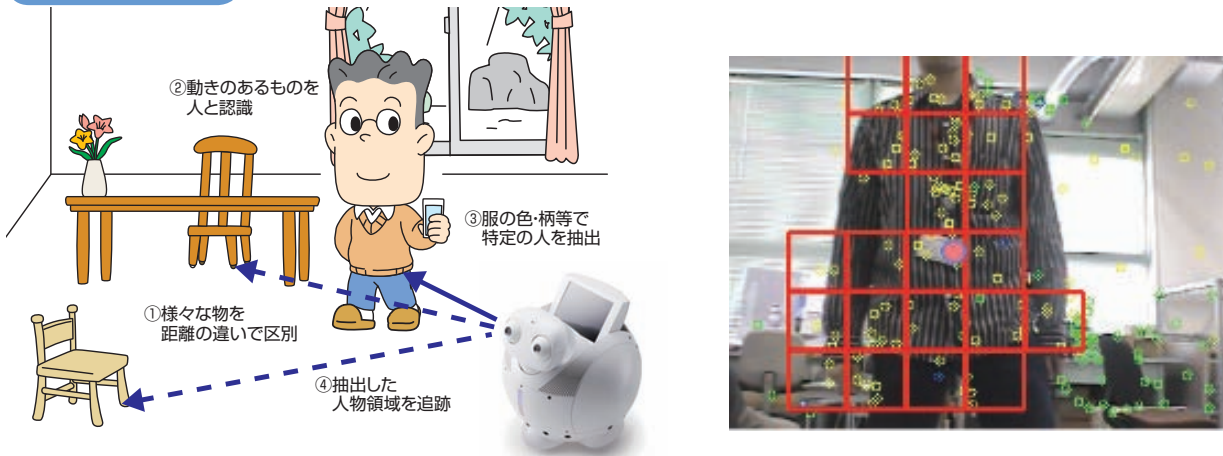 ①様々な物を
距離の違いで区別
②動きのあるものを
人と認識
③服の色・柄等で
特定の人を抽出
④抽出した
人物領域を追跡